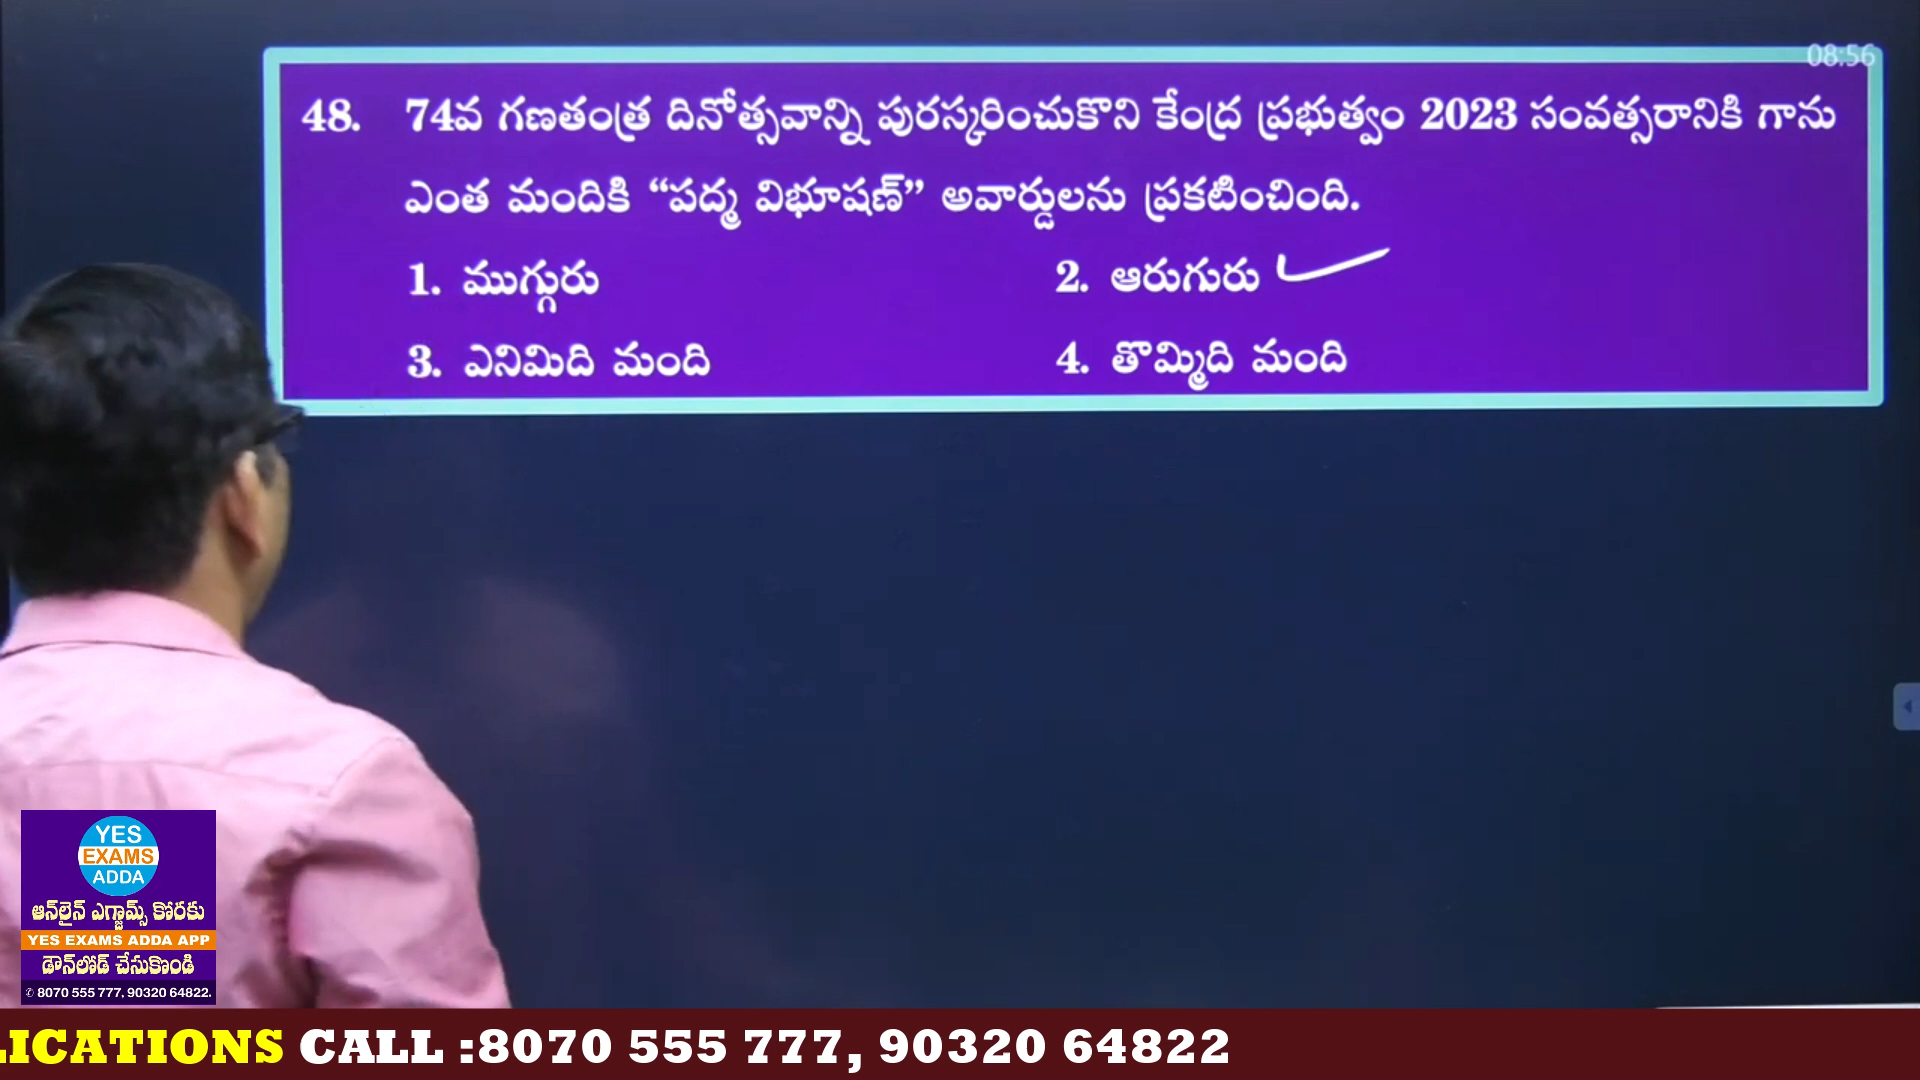 08:56
48. 74వ గణతంత్ర దినోత్సవాన్ని పురస్కరించుకొని కేంద్ర ప్రభుత్వం 2023 సంవత్సరానికి గాను
ఎంత మందికి “పద్మ విభూషణ్” అవార్డులను ప్రకటించింది.
1. ముగ్గురు 2. ఆరుగురు
3. ఎనిమిది మంది 4. తొమ్మిది మంది
YES
EXAMS
ADDA
ఆన్‌లైన్ ఎగ్జామ్స్ కోరకు
YES EXAMS ADDA APP
డౌన్‌లోడ్ చేసుకొండి
✆ 8070 555 777, 90320 64822.
LICATIONS CALL :8070 555 777, 90320 64822